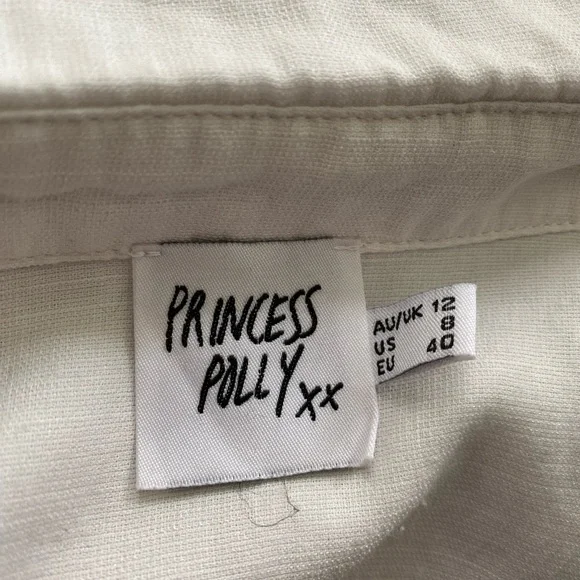 PRINCESS
POLLY xx
AU/UK 12
US 8
EU 40